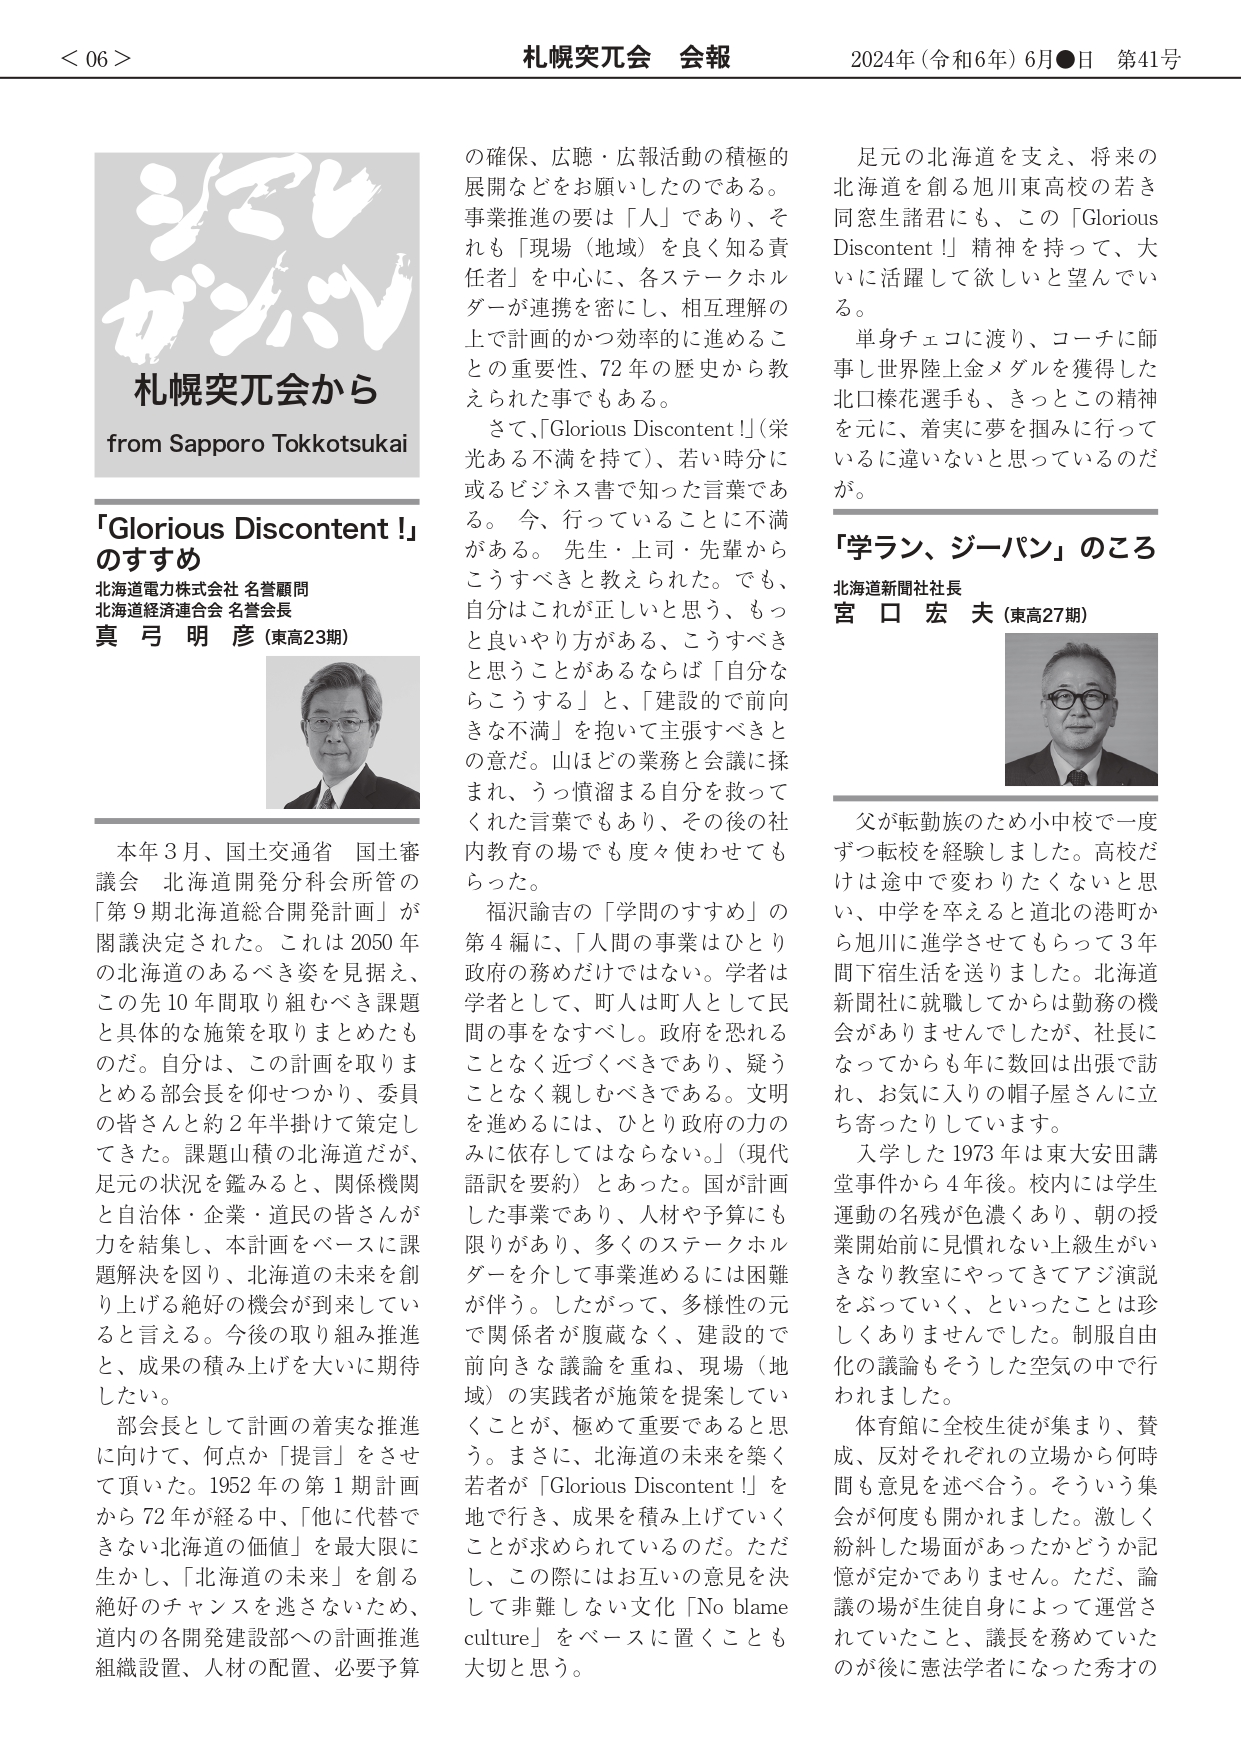 ＜06＞
札幌突兀会　会報
2024年（令和6年）6月●日　第41号
シマレ
ガンバレ
札幌突兀会から
from Sapporo Tokkotsukai
「Glorious Discontent !」
のすすめ
北海道電力株式会社 名誉顧問
北海道経済連合会 名誉会長
真　弓　明　彦（東高23期）
　本年３月、国土交通省　国土審
議会　北海道開発分科会所管の
「第９期北海道総合開発計画」が
閣議決定された。これは 2050 年
の北海道のあるべき姿を見据え、
この先 10 年間取り組むべき課題
と具体的な施策を取りまとめたも
のだ。自分は、この計画を取りま
とめる部会長を仰せつかり、委員
の皆さんと約２年半掛けて策定し
てきた。課題山積の北海道だが、
足元の状況を鑑みると、関係機関
と自治体・企業・道民の皆さんが
力を結集し、本計画をベースに課
題解決を図り、北海道の未来を創
り上げる絶好の機会が到来してい
ると言える。今後の取り組み推進
と、成果の積み上げを大いに期待
したい。
　部会長として計画の着実な推進
に向けて、何点か「提言」をさせ
て頂いた。1952 年の第 1 期計画
から 72 年が経る中、「他に代替で
きない北海道の価値」を最大限に
生かし、「北海道の未来」を創る
絶好のチャンスを逃さないため、
道内の各開発建設部への計画推進
組織設置、人材の配置、必要予算
の確保、広聴・広報活動の積極的
展開などをお願いしたのである。
事業推進の要は「人」であり、そ
れも「現場（地域）を良く知る責
任者」を中心に、各ステークホル
ダーが連携を密にし、相互理解の
上で計画的かつ効率的に進めるこ
との重要性、72 年の歴史から教
えられた事でもある。
　さて、「Glorious Discontent !」（栄
光ある不満を持て）、若い時分に
或るビジネス書で知った言葉であ
る。 今、行っていることに不満
がある。 先生・上司・先輩から
こうすべきと教えられた。でも、
自分はこれが正しいと思う、もっ
と良いやり方がある、こうすべき
と思うことがあるならば「自分な
らこうする」と、「建設的で前向
きな不満」を抱いて主張すべきと
の意だ。山ほどの業務と会議に揉
まれ、うっ憤溜まる自分を救って
くれた言葉でもあり、その後の社
内教育の場でも度々使わせても
らった。
　福沢諭吉の「学問のすすめ」の
第４編に、「人間の事業はひとり
政府の務めだけではない。学者は
学者として、町人は町人として民
間の事をなすべし。政府を恐れる
ことなく近づくべきであり、疑う
ことなく親しむべきである。文明
を進めるには、ひとり政府の力の
みに依存してはならない。」（現代
語訳を要約）とあった。国が計画
した事業であり、人材や予算にも
限りがあり、多くのステークホル
ダーを介して事業進めるには困難
が伴う。したがって、多様性の元
で関係者が腹蔵なく、建設的で
前向きな議論を重ね、現場（地
域）の実践者が施策を提案してい
くことが、極めて重要であると思
う。まさに、北海道の未来を築く
若者が「Glorious Discontent !」を
地で行き、成果を積み上げていく
ことが求められているのだ。ただ
し、この際にはお互いの意見を決
して非難しない文化「No blame
culture」をベースに置くことも
大切と思う。
　足元の北海道を支え、将来の
北海道を創る旭川東高校の若き
同窓生諸君にも、この「Glorious
Discontent !」精神を持って、大
いに活躍して欲しいと望んでい
る。
　単身チェコに渡り、コーチに師
事し世界陸上金メダルを獲得した
北口榛花選手も、きっとこの精神
を元に、着実に夢を掴みに行って
いるに違いないと思っているのだ
が。
「学ラン、ジーパン」のころ
北海道新聞社社長
宮　口　宏　夫（東高27期）
　父が転勤族のため小中校で一度
ずつ転校を経験しました。高校だ
けは途中で変わりたくないと思
い、中学を卒えると道北の港町か
ら旭川に進学させてもらって３年
間下宿生活を送りました。北海道
新聞社に就職してからは勤務の機
会がありませんでしたが、社長に
なってからも年に数回は出張で訪
れ、お気に入りの帽子屋さんに立
ち寄ったりしています。
　入学した 1973 年は東大安田講
堂事件から４年後。校内には学生
運動の名残が色濃くあり、朝の授
業開始前に見慣れない上級生がい
きなり教室にやってきてアジ演説
をぶっていく、といったことは珍
しくありませんでした。制服自由
化の議論もそうした空気の中で行
われました。
　体育館に全校生徒が集まり、賛
成、反対それぞれの立場から何時
間も意見を述べ合う。そういう集
会が何度も開かれました。激しく
紛糾した場面があったかどうか記
憶が定かでありません。ただ、論
議の場が生徒自身によって運営さ
れていたこと、議長を務めていた
のが後に憲法学者になった秀才の